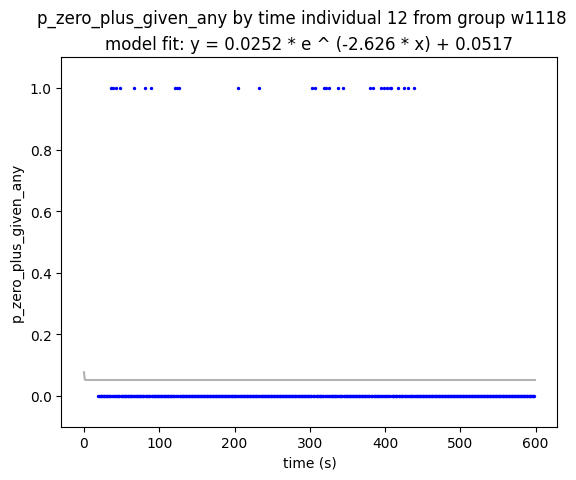 p_zero_plus_given_any by time individual 12 from group w1118
model fit: y = 0.0252 * e ^ (-2.626 * x) + 0.0517
p_zero_plus_given_any
1.0
0.8
0.6
0.4
0.2
0.0
0 100 200 300 400 500 600
time (s)